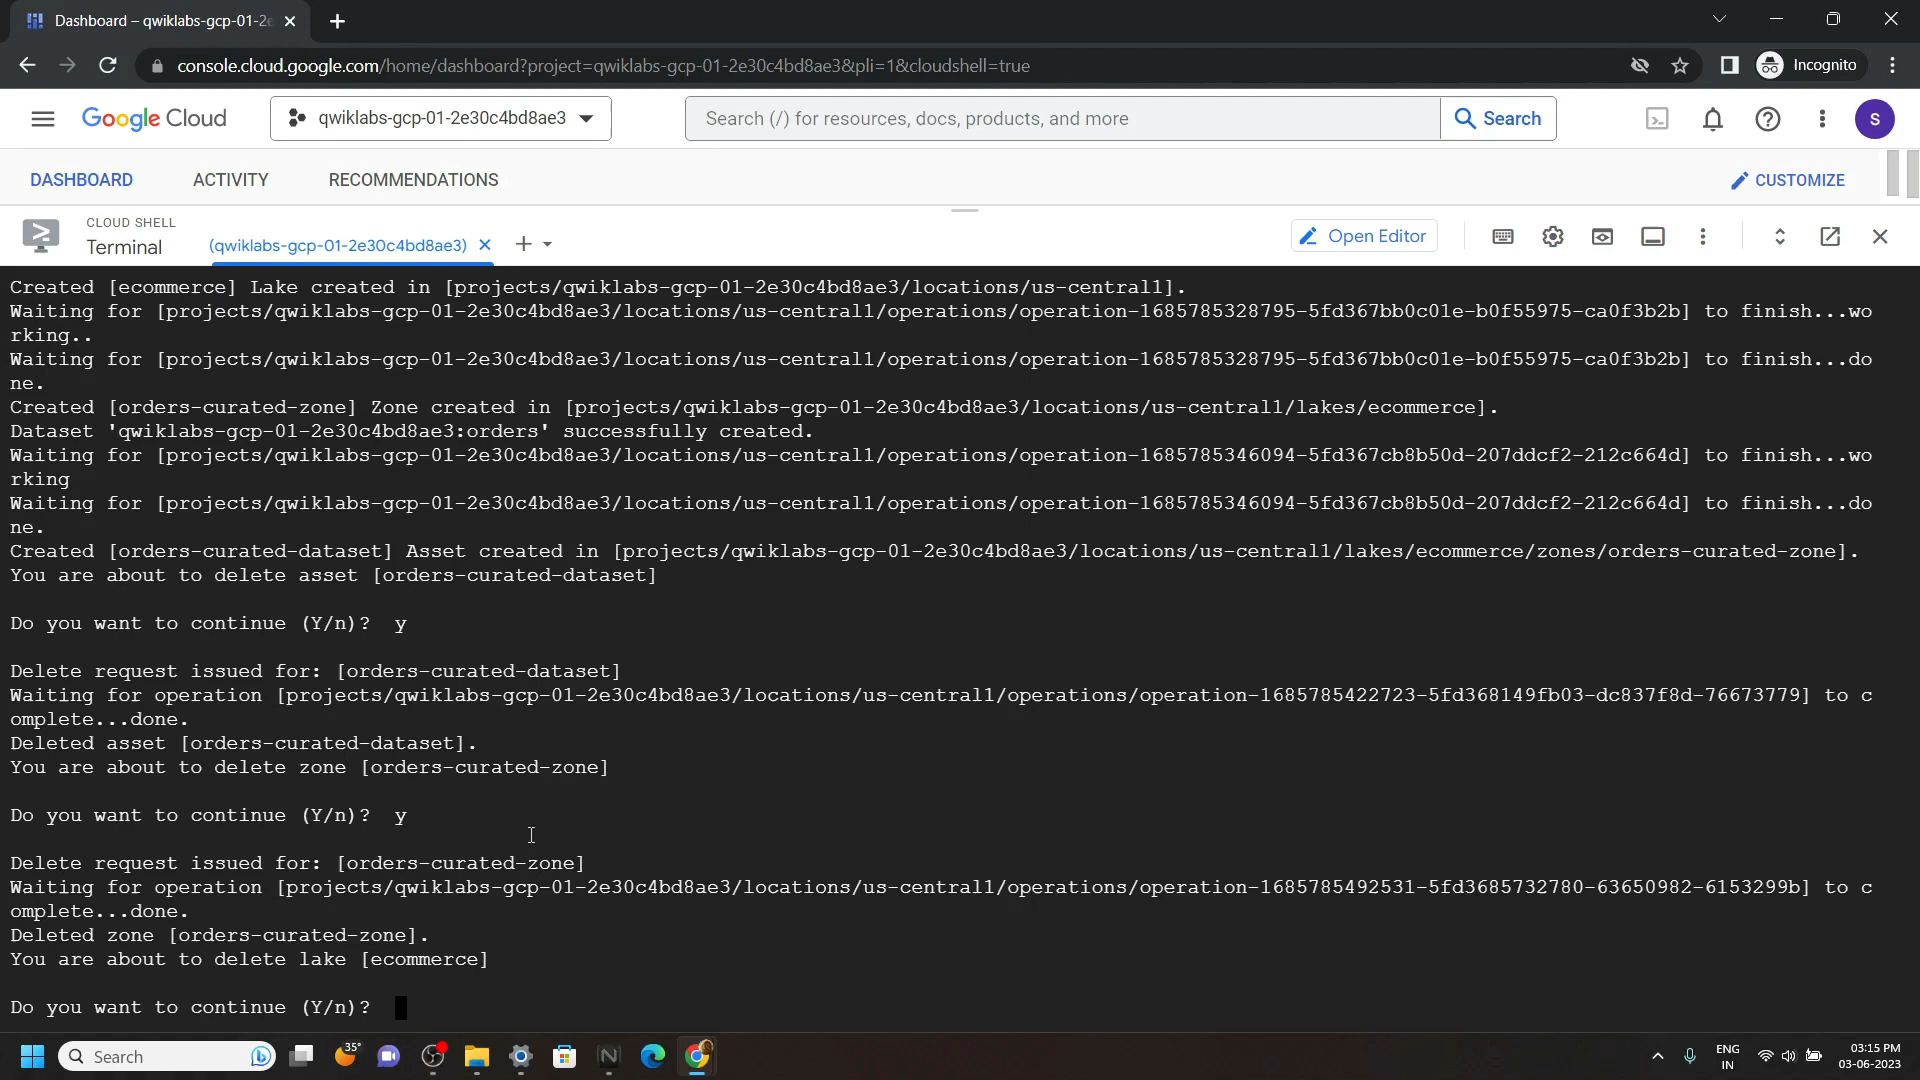 Dashboard – qwiklabs-gcp-01-2e
console.cloud.google.com/home/dashboard?project=qwiklabs-gcp-01-2e30c4bd8ae3&pli=1&cloudshell=true
Incognito
Google Cloud
qwiklabs-gcp-01-2e30c4bd8ae3
Search (/) for resources, docs, products, and more
Search
S
DASHBOARD
ACTIVITY
RECOMMENDATIONS
CUSTOMIZE
CLOUD SHELL
Terminal
(qwiklabs-gcp-01-2e30c4bd8ae3)
Open Editor
Created [ecommerce] Lake created in [projects/qwiklabs-gcp-01-2e30c4bd8ae3/locations/us-central1].
Waiting for [projects/qwiklabs-gcp-01-2e30c4bd8ae3/locations/us-central1/operations/operation-1685785328795-5fd367bb0c01e-b0f55975-ca0f3b2b] to finish...wo
rking..
Waiting for [projects/qwiklabs-gcp-01-2e30c4bd8ae3/locations/us-central1/operations/operation-1685785328795-5fd367bb0c01e-b0f55975-ca0f3b2b] to finish...do
ne.
Created [orders-curated-zone] Zone created in [projects/qwiklabs-gcp-01-2e30c4bd8ae3/locations/us-central1/lakes/ecommerce].
Dataset 'qwiklabs-gcp-01-2e30c4bd8ae3:orders' successfully created.
Waiting for [projects/qwiklabs-gcp-01-2e30c4bd8ae3/locations/us-central1/operations/operation-1685785346094-5fd367cb8b50d-207ddcf2-212c664d] to finish...wo
rking
Waiting for [projects/qwiklabs-gcp-01-2e30c4bd8ae3/locations/us-central1/operations/operation-1685785346094-5fd367cb8b50d-207ddcf2-212c664d] to finish...do
ne.
Created [orders-curated-dataset] Asset created in [projects/qwiklabs-gcp-01-2e30c4bd8ae3/locations/us-central1/lakes/ecommerce/zones/orders-curated-zone].
You are about to delete asset [orders-curated-dataset]
Do you want to continue (Y/n)?  y
Delete request issued for: [orders-curated-dataset]
Waiting for operation [projects/qwiklabs-gcp-01-2e30c4bd8ae3/locations/us-central1/operations/operation-1685785422723-5fd368149fb03-dc837f8d-76673779] to c
omplete...done.
Deleted asset [orders-curated-dataset].
You are about to delete zone [orders-curated-zone]
Do you want to continue (Y/n)?  y
Delete request issued for: [orders-curated-zone]
Waiting for operation [projects/qwiklabs-gcp-01-2e30c4bd8ae3/locations/us-central1/operations/operation-1685785492531-5fd3685732780-63650982-6153299b] to c
omplete...done.
Deleted zone [orders-curated-zone].
You are about to delete lake [ecommerce]
Do you want to continue (Y/n)?
Search
35°
ENG
IN
03:15 PM
03-06-2023